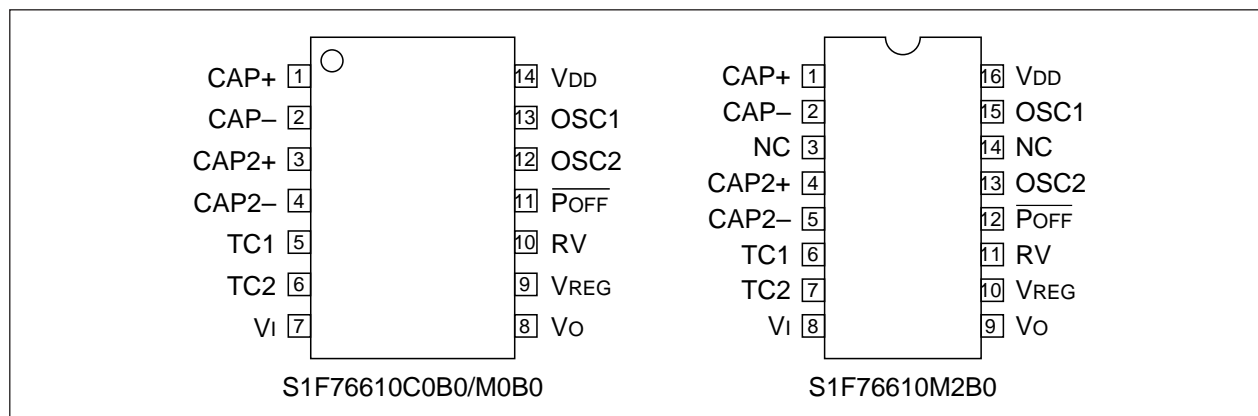 CAP+ 1 14 VDD
CAP– 2 13 OSC1
CAP2+ 3 12 OSC2
CAP2– 4 11 POFF
TC1 5 10 RV
TC2 6 9 VREG
VI 7 8 VO
S1F76610C0B0/M0B0
CAP+ 1 16 VDD
CAP– 2 15 OSC1
NC 3 14 NC
CAP2+ 4 13 OSC2
CAP2– 5 12 POFF
TC1 6 11 RV
TC2 7 10 VREG
VI 8 9 VO
S1F76610M2B0